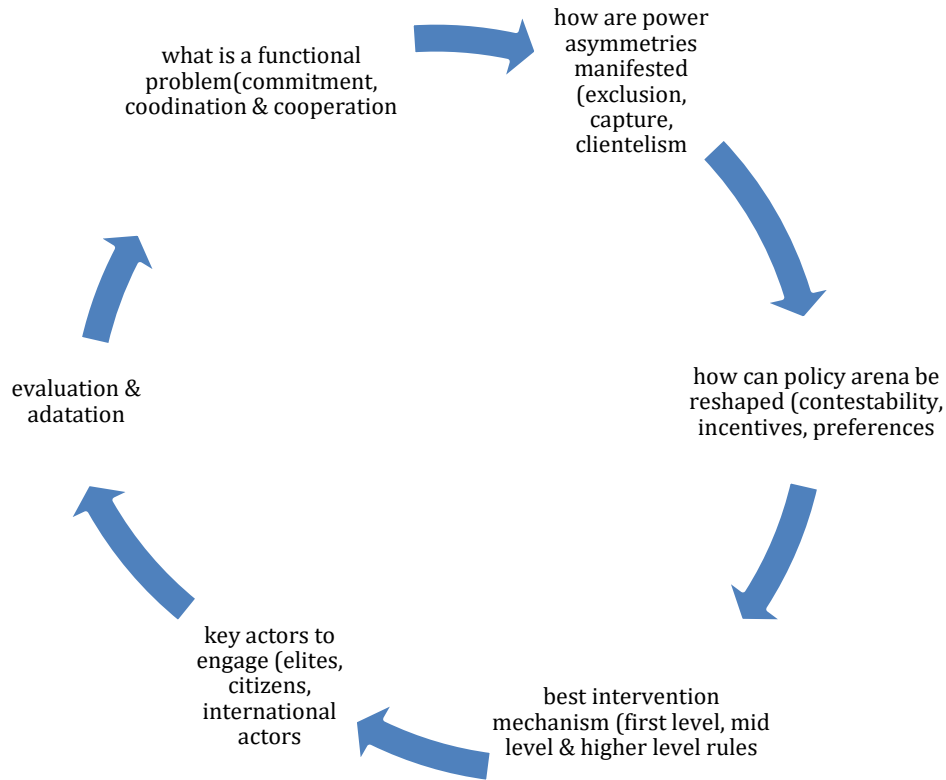 what is a functional
problem(commitment,
coodination & cooperation
how are power
asymmetries
manifested
(exclusion,
capture,
clientelism
how can policy arena be
reshaped (contestability,
incentives, preferences
best intervention
mechanism (first level, mid
level & higher level rules
key actors to
engage (elites,
citizens,
international
actors
evaluation &
adatation